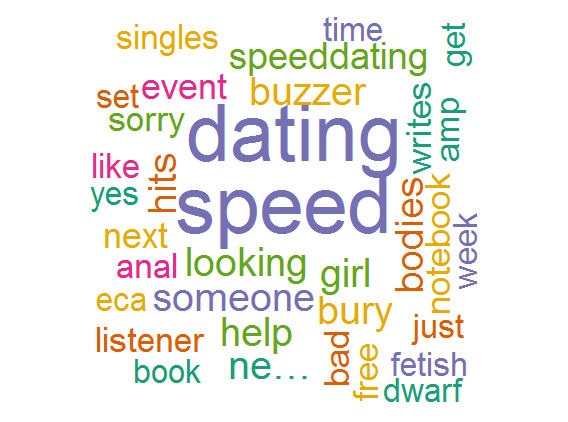 singles
time
get
speeddating
set
event
buzzer
sorry
dating
writes
amp
like
yes
hits
speed
bodies
notebook
week
next
anal
looking
girl
eca
someone
bury
listener
help
just
book
ne…
bad
free
fetish
dwarf